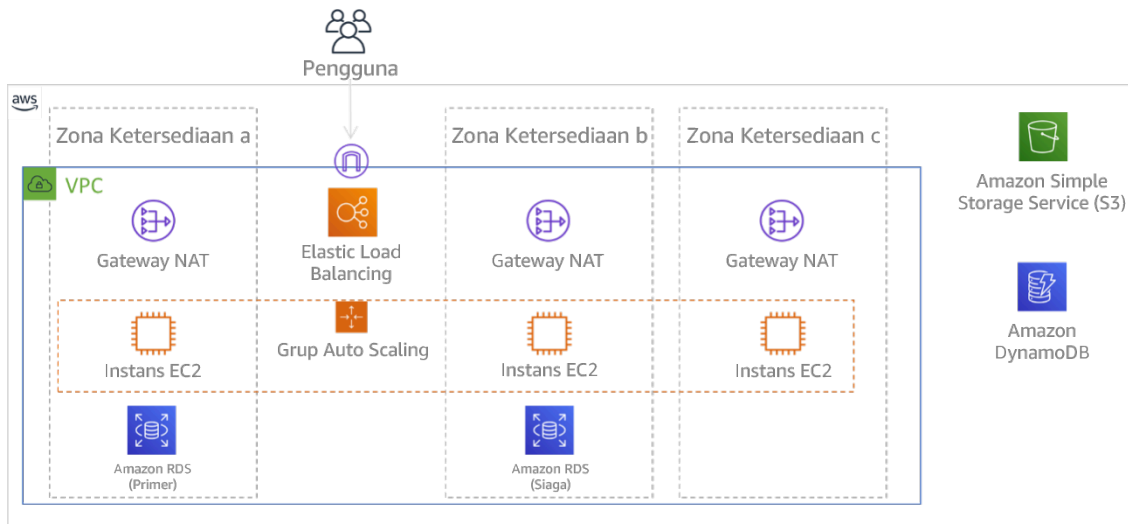 Pengguna
aws
Zona Ketersediaan a
Zona Ketersediaan b
Zona Ketersediaan c
VPC
Gateway NAT
Elastic Load
Balancing
Gateway NAT
Gateway NAT
Grup Auto Scaling
Instans EC2
Instans EC2
Instans EC2
Amazon RDS
(Primer)
Amazon RDS
(Siaga)
Amazon Simple
Storage Service (S3)
Amazon
DynamoDB